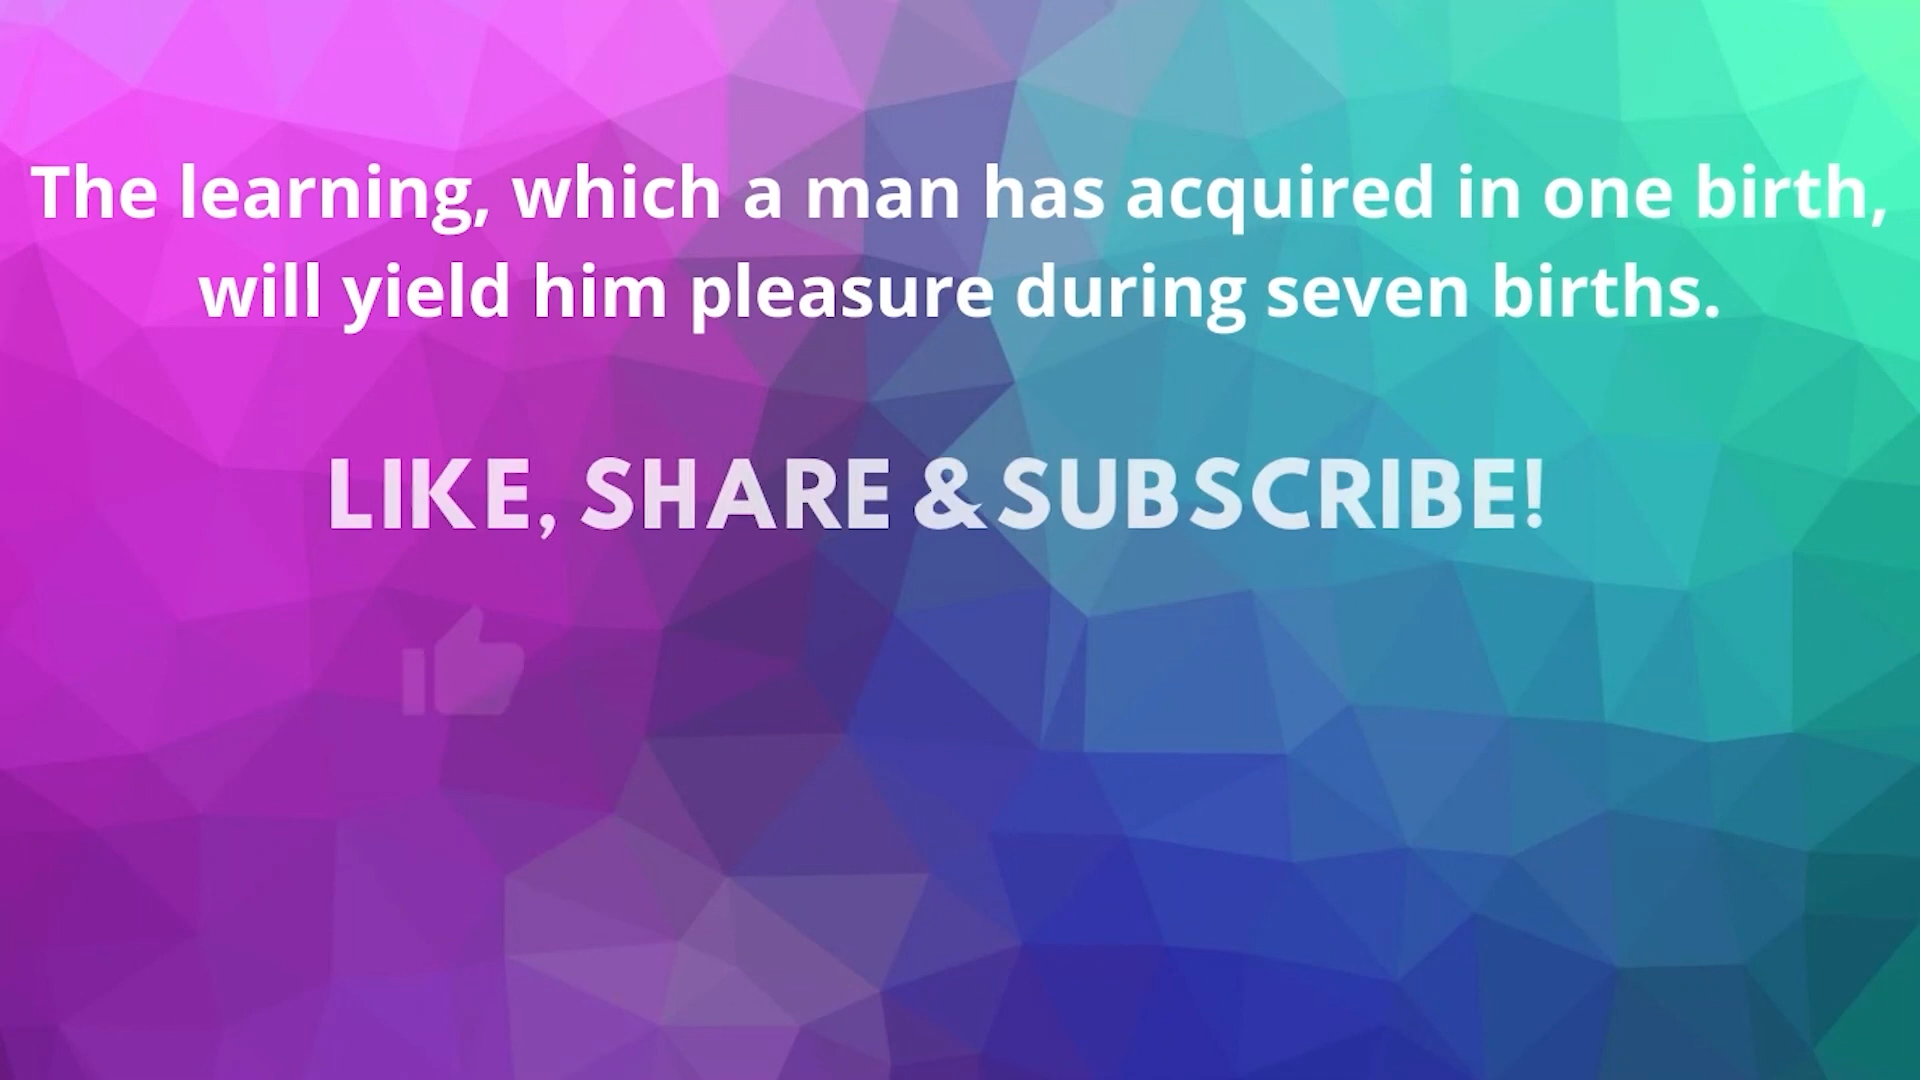 The learning, which a man has acquired in one birth,
will yield him pleasure during seven births.
LIKE, SHARE & SUBSCRIBE!